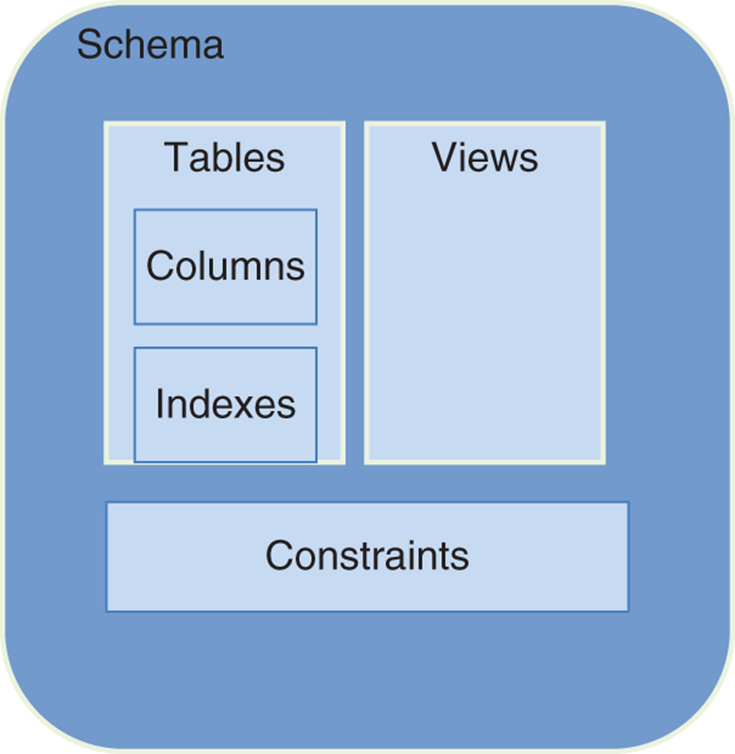 Schema
Tables
Views
Columns
Indexes
Constraints